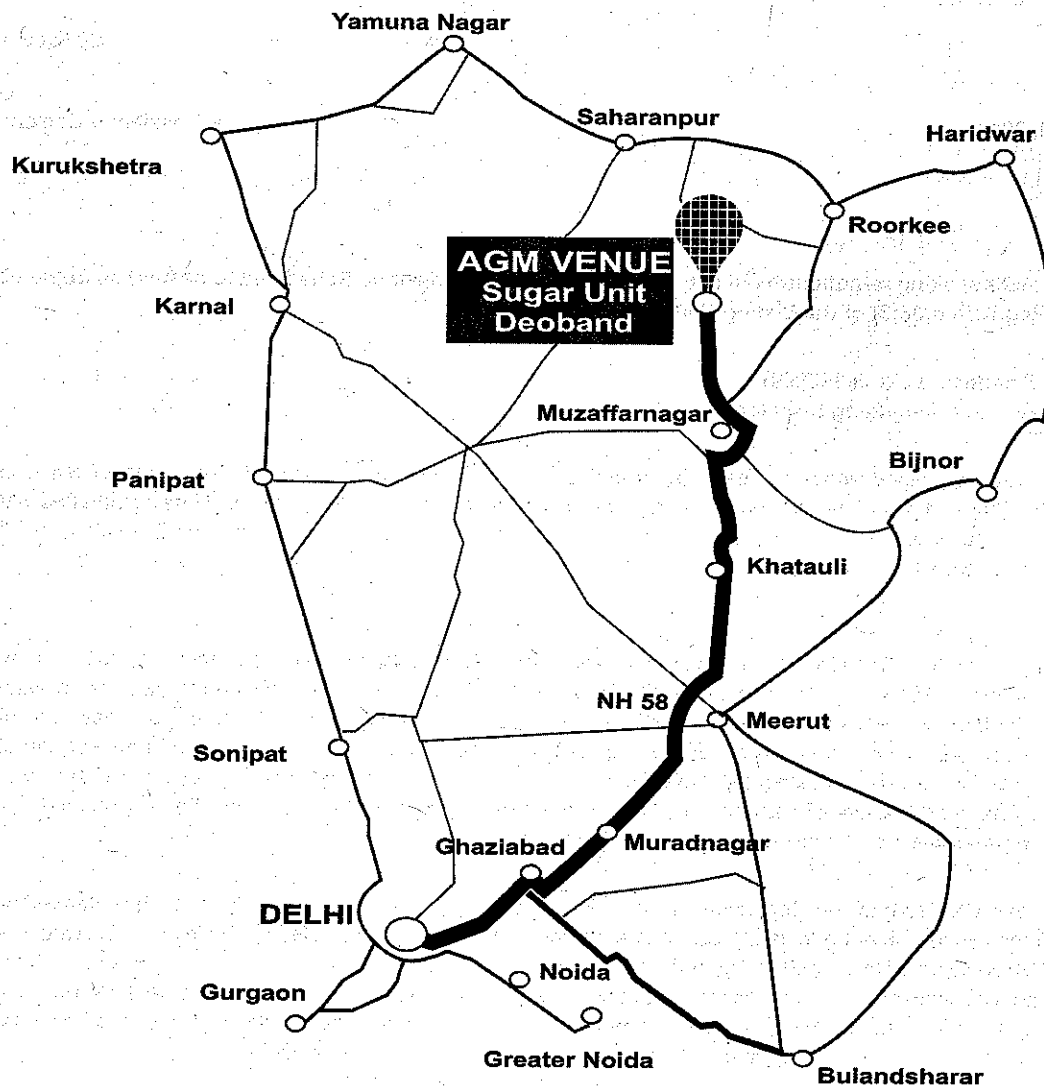 Yamuna Nagar
Saharanpur
Haridwar
Kurukshetra
Roorkee
AGM VENUE
Sugar Unit
Deoband
Karnal
Muzaffarnagar
Bijnor
Panipat
Khatauli
NH 58
Meerut
Sonipat
Ghaziabad
Muradnagar
DELHI
Noida
Gurgaon
Greater Noida
Bulandsharar